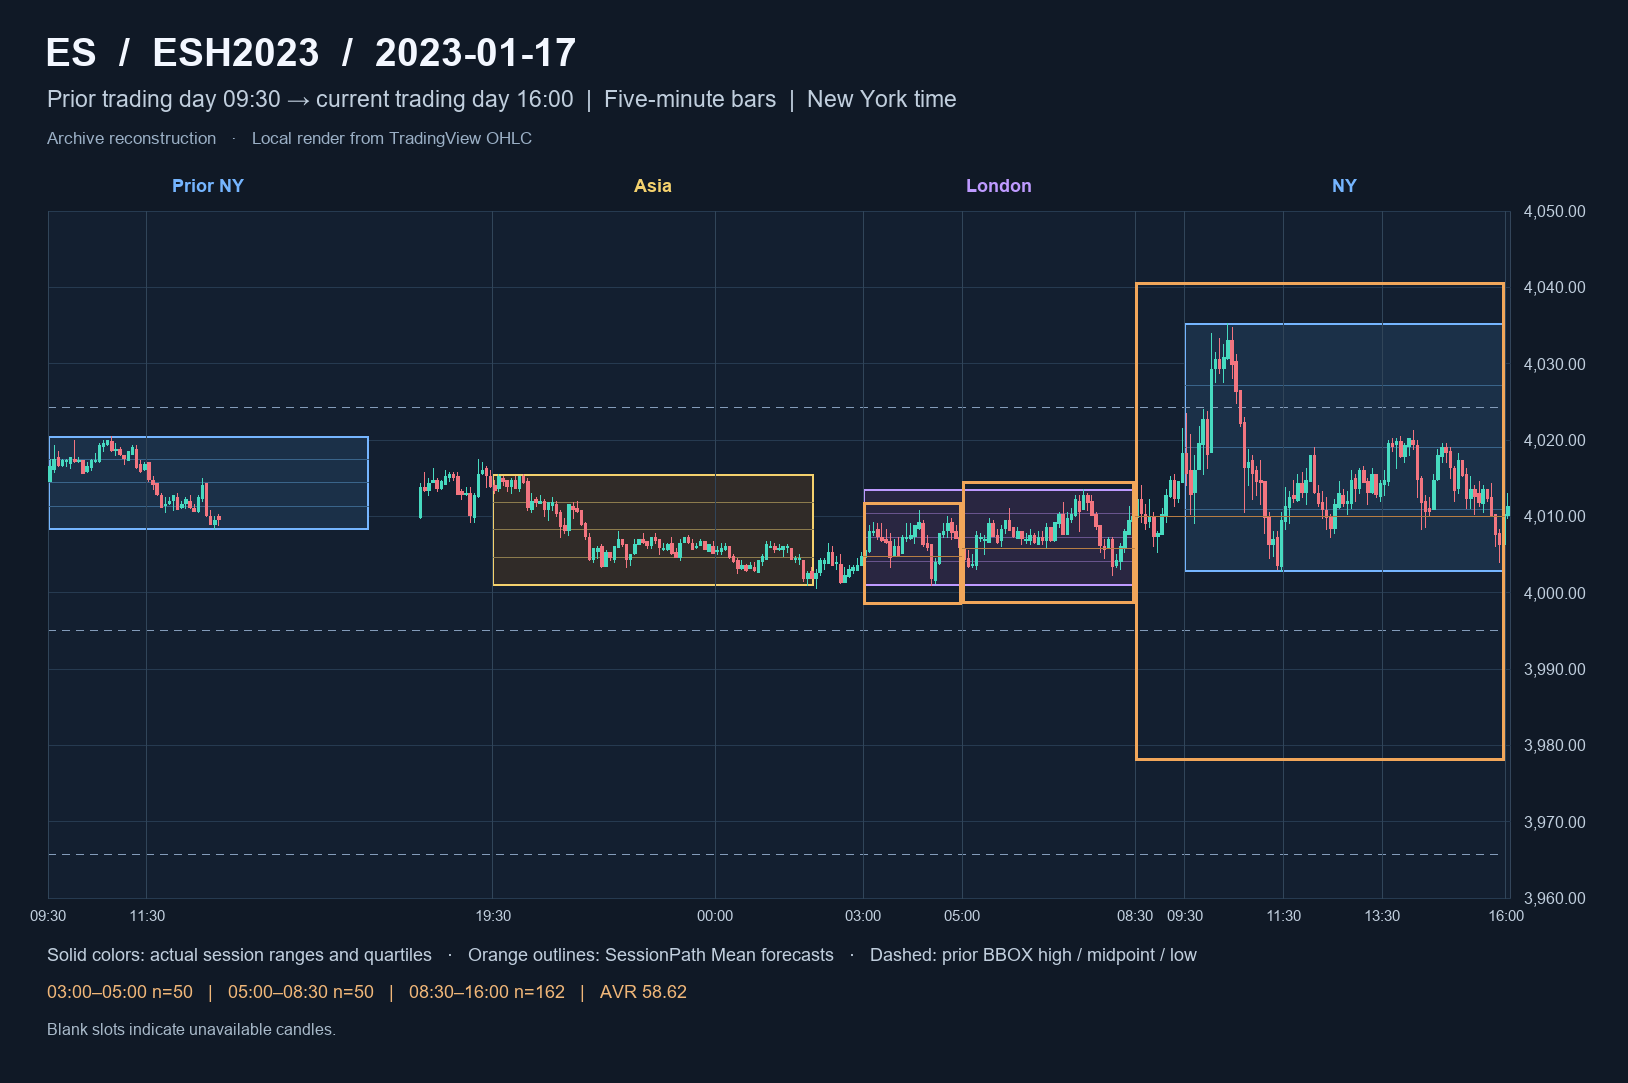 ES / ESH2023 / 2023-01-17
Prior trading day 09:30 → current trading day 16:00 | Five-minute bars | New York time
Archive reconstruction · Local render from TradingView OHLC
Prior NY Asia London NY
4,050.00
4,040.00
4,030.00
4,020.00
4,010.00
4,000.00
3,990.00
3,980.00
3,970.00
3,960.00
09:30 11:30 19:30 00:00 03:00 05:00 08:30 09:30 11:30 13:30 16:00
Solid colors: actual session ranges and quartiles · Orange outlines: SessionPath Mean forecasts · Dashed: prior BBOX high / midpoint / low
03:00–05:00 n=50 | 05:00–08:30 n=50 | 08:30–16:00 n=162 | AVR 58.62
Blank slots indicate unavailable candles.